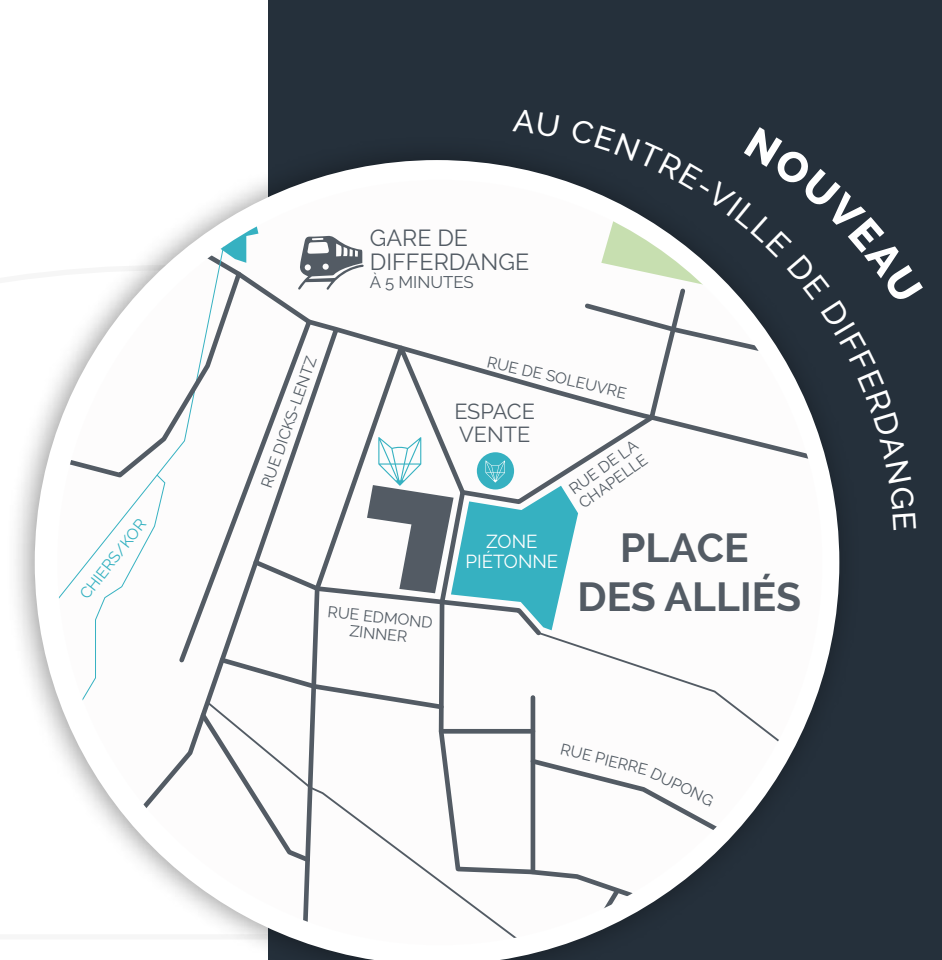 NOUVEAU
AU CENTRE-VILLE DE DIFFERDANGE
GARE DE
DIFFERDANGE
À 5 MINUTES
RUE DE SOLEUVRE
RUE DICKS-LENTZ
ESPACE
VENTE
RUE DE LA
CHAPELLE
ZONE
PIÉTONNE
PLACE
DES ALLIÉS
CHIERS/KOR
RUE EDMOND
ZINNER
RUE PIERRE DUPONG